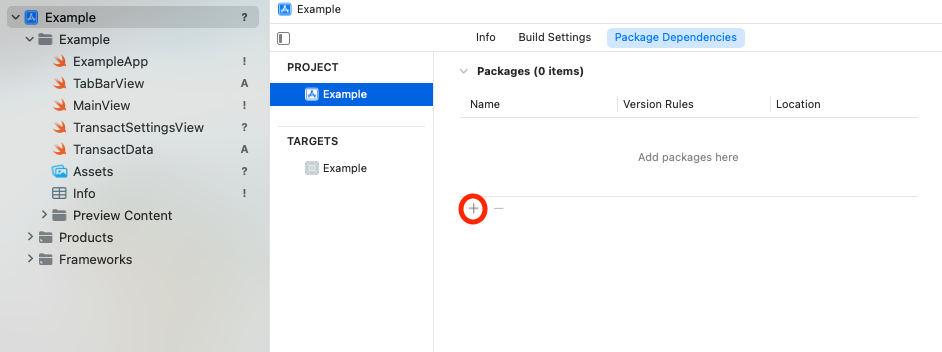 Example ?
Example
ExampleApp !
TabBarView A
MainView !
TransactSettingsView ?
TransactData A
Assets ?
Info !
Preview Content
Products
Frameworks
Example
Info Build Settings Package Dependencies
PROJECT
Example
TARGETS
Example
Packages (0 items)
Name Version Rules Location
Add packages here
+ −